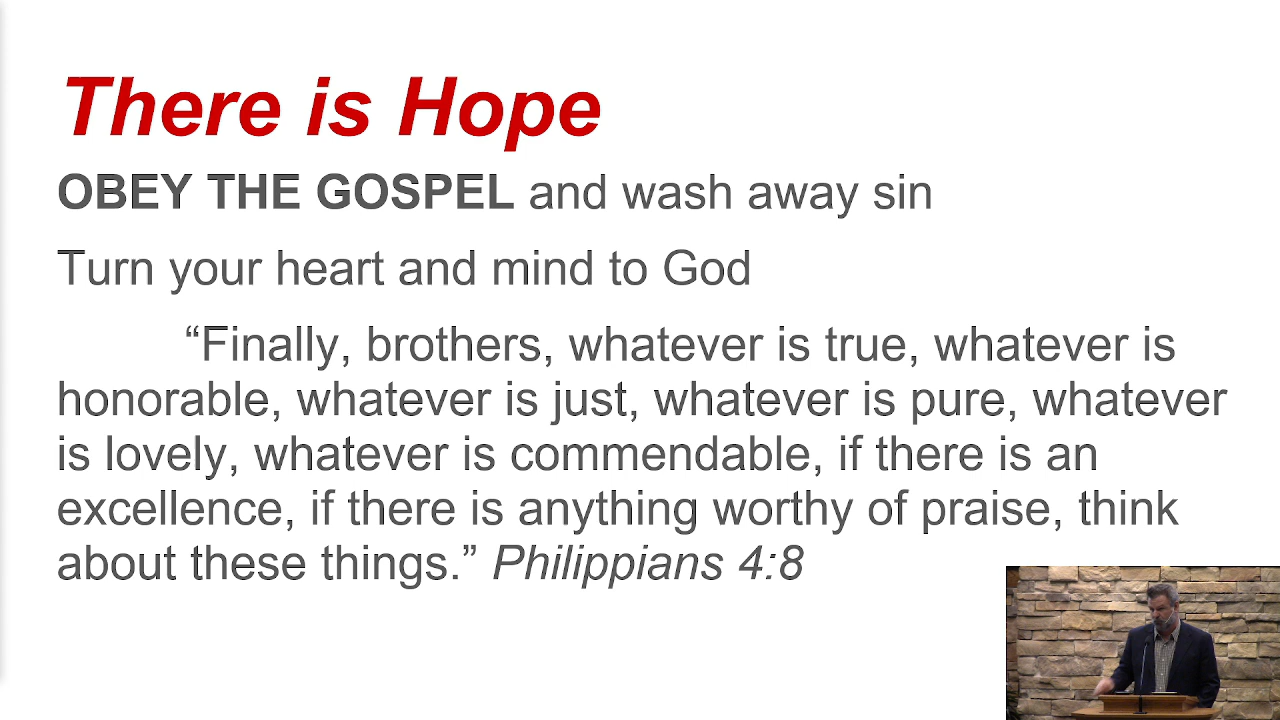 There is Hope
OBEY THE GOSPEL and wash away sin
Turn your heart and mind to God
“Finally, brothers, whatever is true, whatever is
honorable, whatever is just, whatever is pure, whatever
is lovely, whatever is commendable, if there is an
excellence, if there is anything worthy of praise, think
about these things.” Philippians 4:8